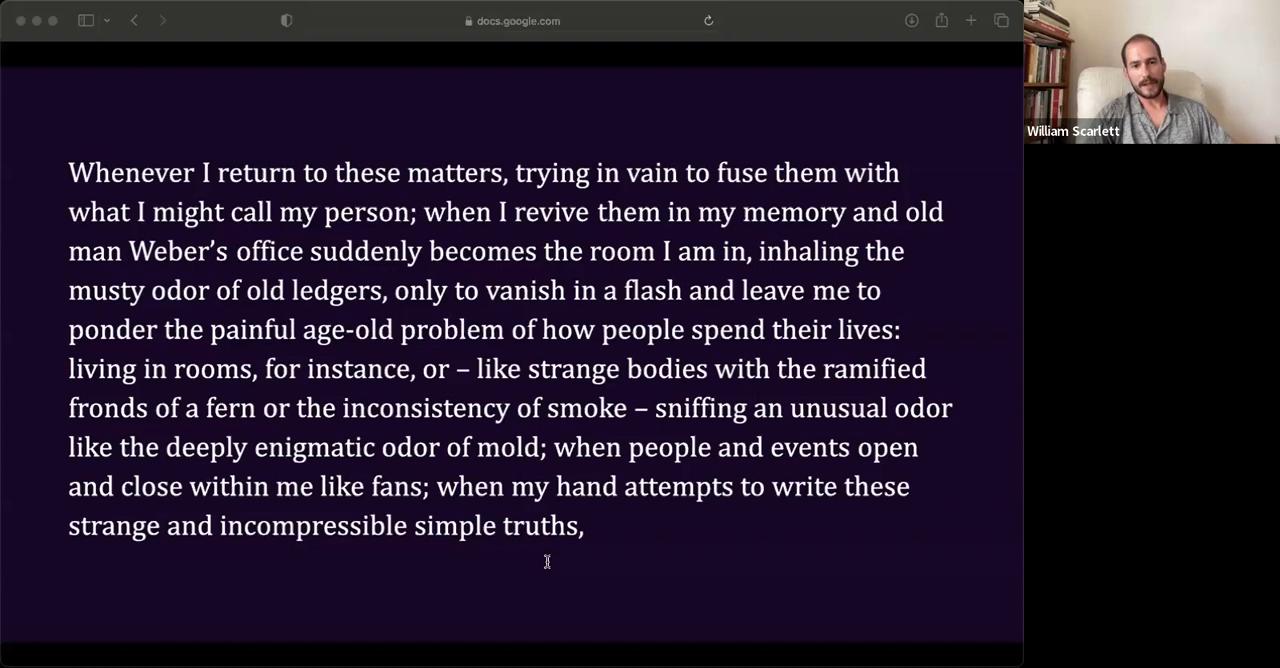 docs.google.com
William Scarlett
Whenever I return to these matters, trying in vain to fuse them with
what I might call my person; when I revive them in my memory and old
man Weber’s office suddenly becomes the room I am in, inhaling the
musty odor of old ledgers, only to vanish in a flash and leave me to
ponder the painful age-old problem of how people spend their lives:
living in rooms, for instance, or – like strange bodies with the ramified
fronds of a fern or the inconsistency of smoke – sniffing an unusual odor
like the deeply enigmatic odor of mold; when people and events open
and close within me like fans; when my hand attempts to write these
strange and incompressible simple truths,